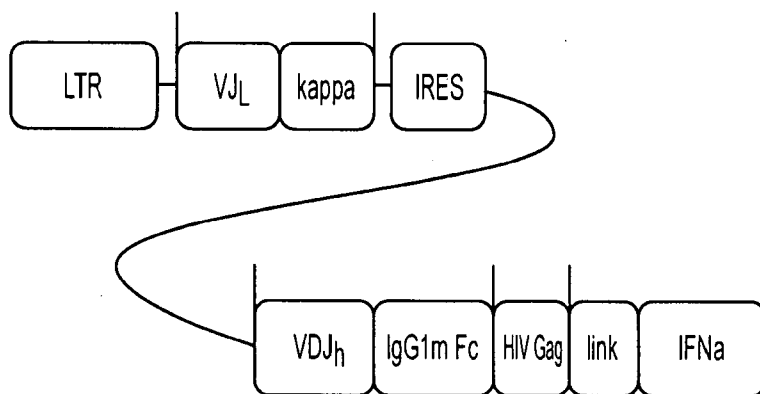 LTR
VJL
kappa
IRES
VDJh
IgG1m Fc
HIV Gag
link
IFNa